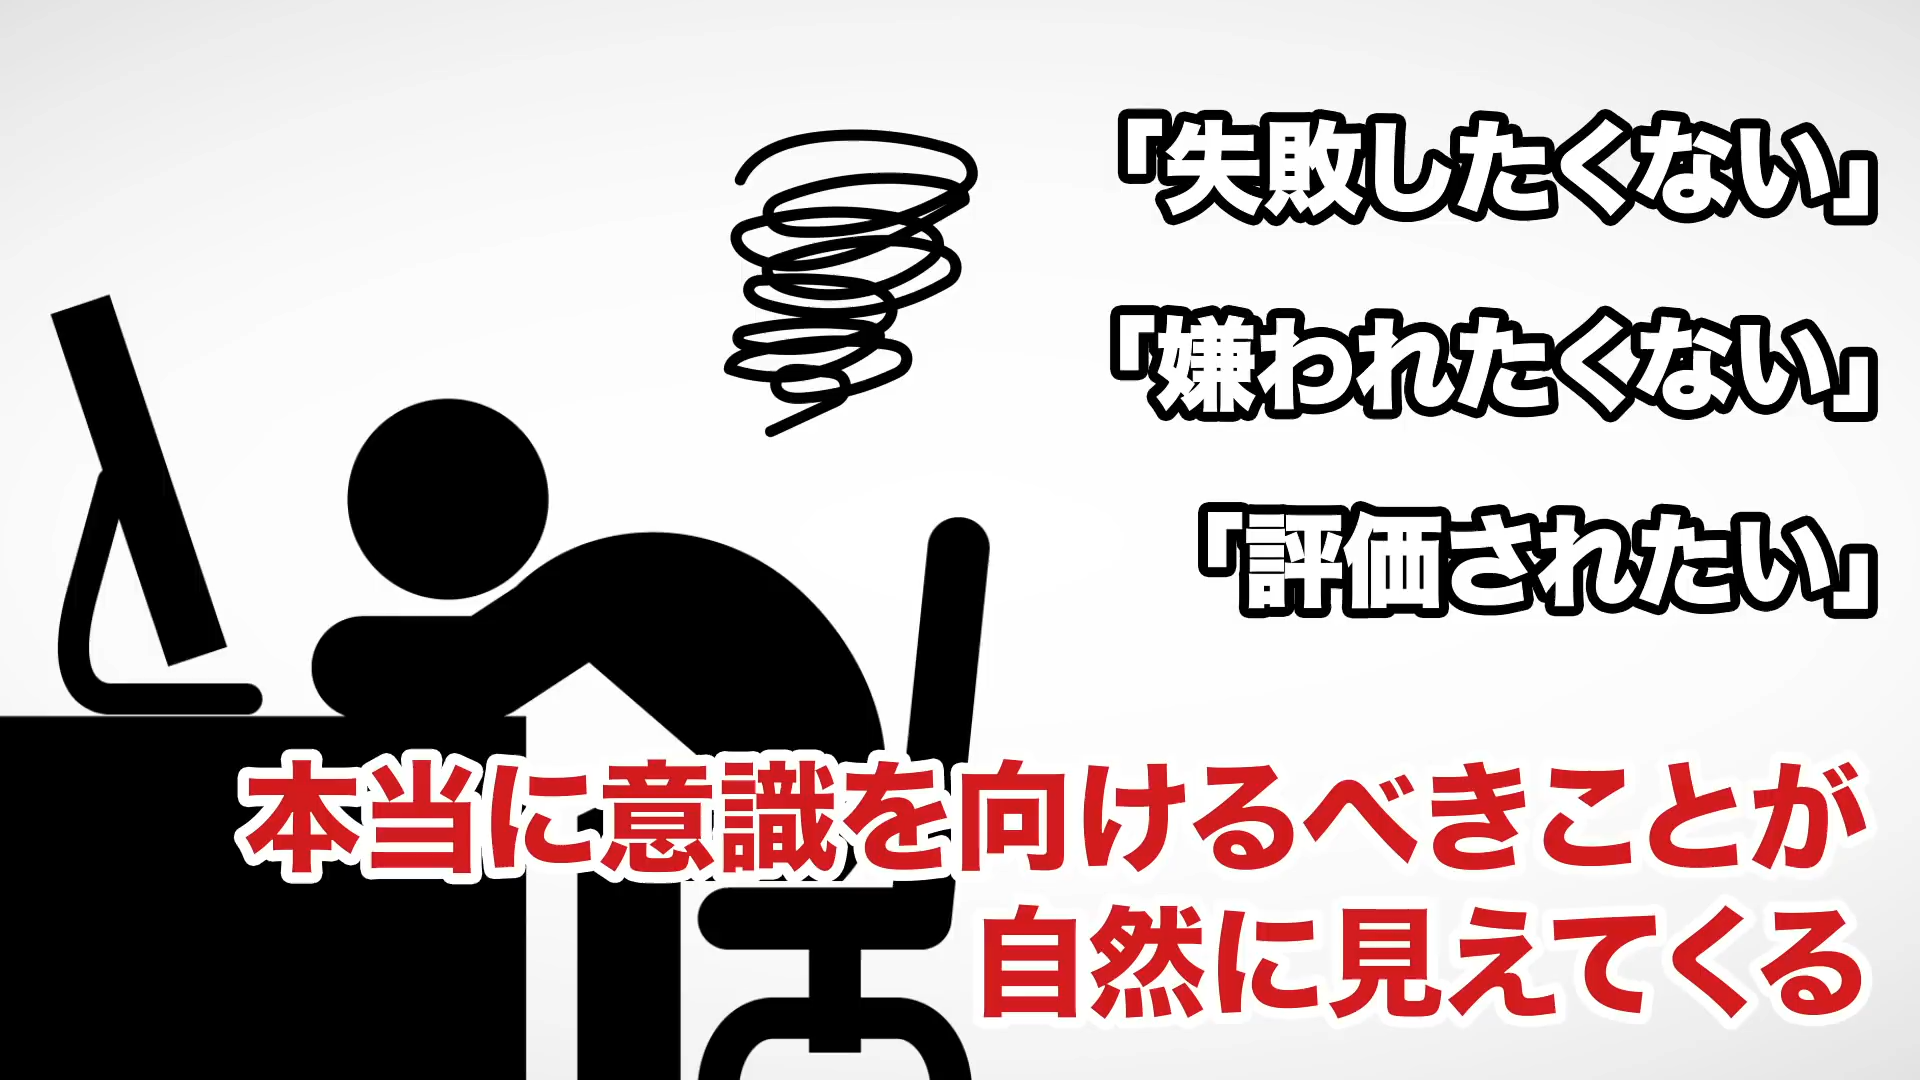 「失敗したくない」
「嫌われたくない」
「評価されたい」
本当に意識を向けるべきことが
自然に見えてくる